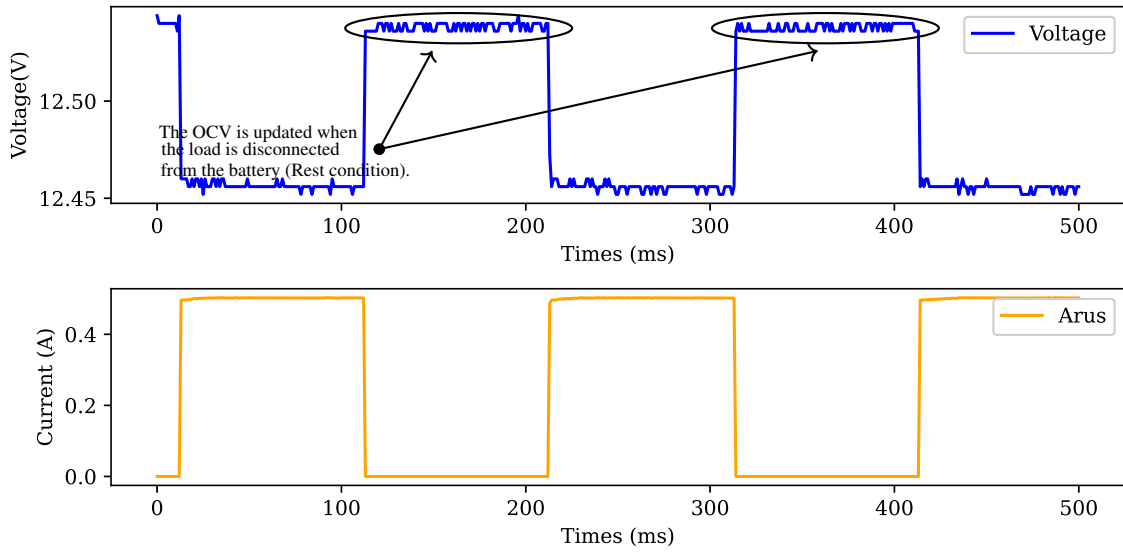 Voltage(V)
12.50
12.45
Voltage
The OCV is updated when
the load is disconnected
from the battery (Rest condition).
0 100 200 300 400 500
Times (ms)
Current (A)
0.4
0.2
0.0
Arus
0 100 200 300 400 500
Times (ms)